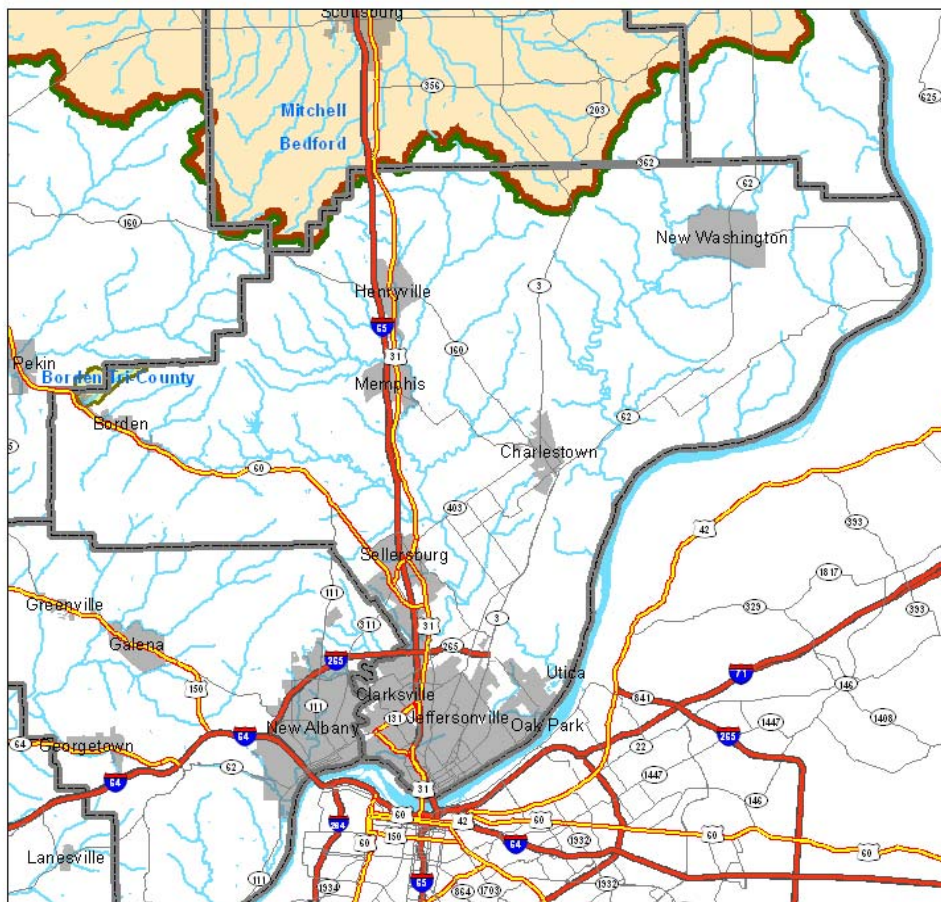 Scottsburg
356
203
625
Mitchell
Bedford
362
62
160
New Washington
3
Henryville
65
31
160
Pekin
Borden Tri-County
Memphis
62
Borden
Charlestown
60
403
42
393
Sellersburg
1817
Greenville
111
329
393
311
31
3
Galena
265
265
Utica
71
150
Clarksville
841
146
111
New Albany
131
Jeffersonville
Oak Park
1447
1408
64
64
Georgetown
265
22
62
1447
64
31
146
60
42
60
Lanesville
264
150
1932
60
60
64
60
111
1934
65
864
1703
1932